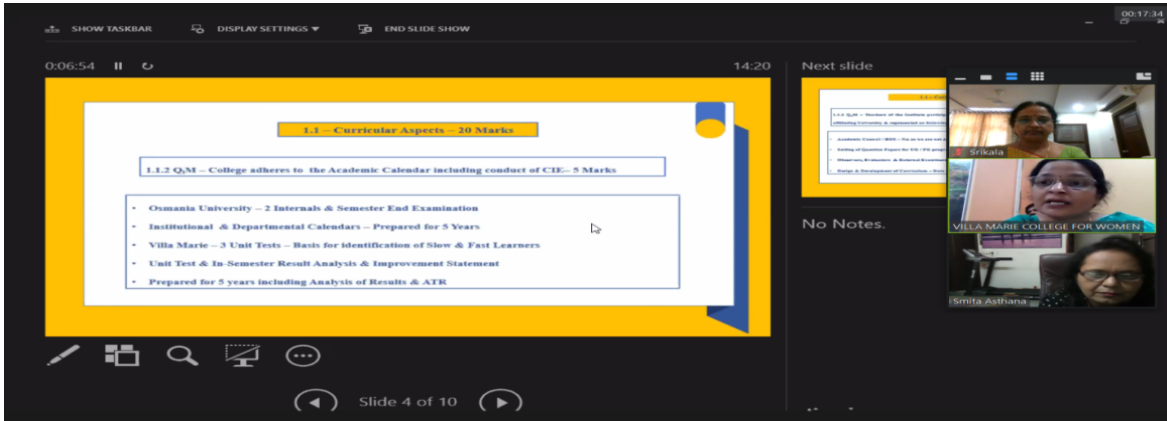 00:17:34
SHOW TASKBAR
DISPLAY SETTINGS
END SLIDE SHOW
0:06:54
14:20
Next slide
1.1 – Curricular Aspects – 20 Marks
1.1.2 QlM – College adheres to the Academic Calendar including conduct of CIE– 5 Marks
• Osmania University – 2 Internals & Semester End Examination
• Institutional & Departmental Calendars – Prepared for 5 Years
• Villa Marie – 3 Unit Tests – Basis for identification of Slow & Fast Learners
• Unit Test & In-Semester Result Analysis & Improvement Statement
• Prepared for 5 years including Analysis of Results & ATR
Srikala
VILLA MARIE COLLEGE FOR WOMEN
Smita Asthana
No Notes.
Slide 4 of 10